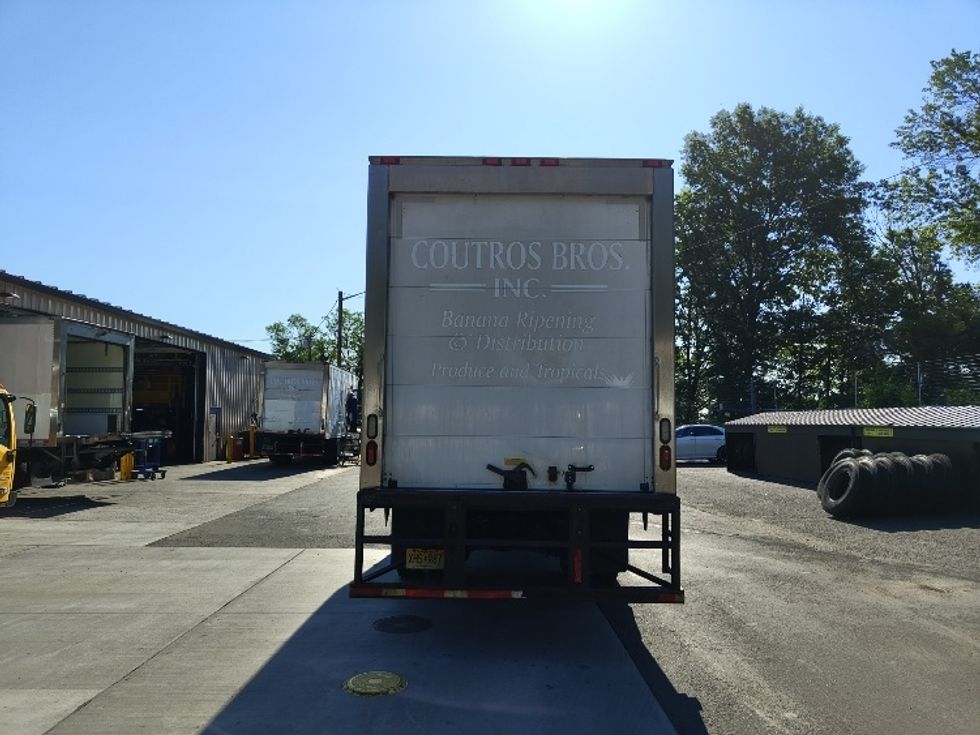 COUTROS BROS.
INC.
Banana Ripening
& Distribution
Produce and Tropicals